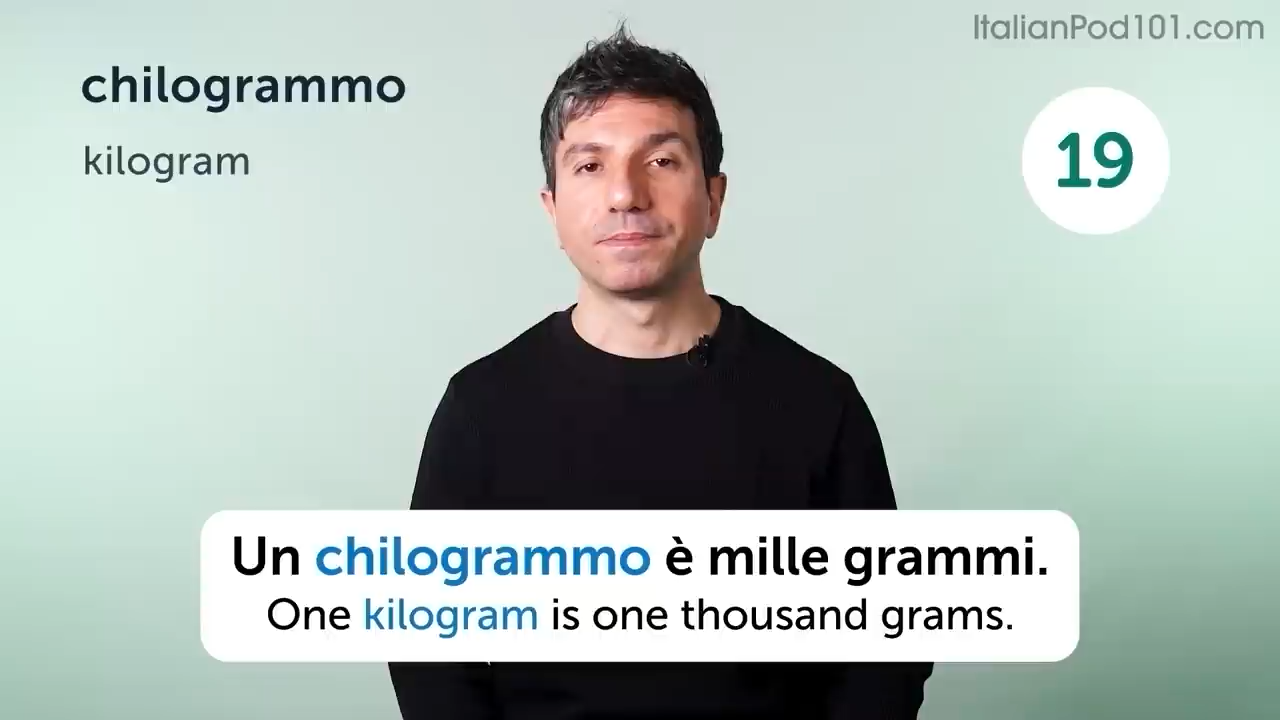 ItalianPod101.com
chilogrammo
kilogram
19
Un chilogrammo è mille grammi.
One kilogram is one thousand grams.